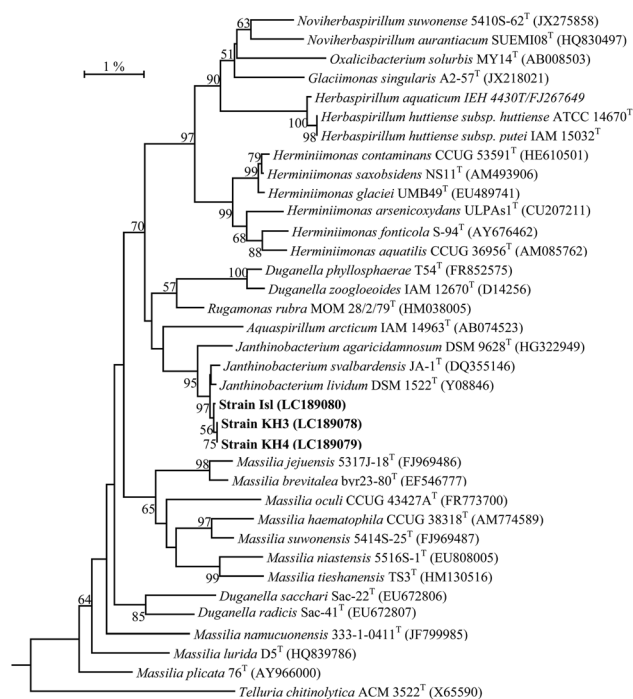 63
Noviherbaspirillum suwonense 5410S-62T (JX275858)
Noviherbaspirillum aurantiacum SUEMI08T (HQ830497)
51
Oxalicibacterium solurbis MY14T (AB008503)
1 %
Glaciimonas singularis A2-57T (JX218021)
90
Herbaspirillum aquaticum IEH 4430T/FJ267649
Herbaspirillum huttiense subsp. huttiense ATCC 14670T
100
Herbaspirillum huttiense subsp. putei IAM 15032T
98
97
Herminiimonas contaminans CCUG 53591T (HE610501)
79
Herminiimonas saxobsidens NS11T (AM493906)
99
Herminiimonas glaciei UMB49T (EU489741)
99
Herminiimonas arsenicoxydans ULPAs1T (CU207211)
Herminiimonas fonticola S-94T (AY676462)
68
Herminiimonas aquatilis CCUG 36956T (AM085762)
88
70
Duganella phyllosphaerae T54T (FR852575)
100
Duganella zoogloeoides IAM 12670T (D14256)
57
Rugamonas rubra MOM 28/2/79T (HM038005)
Aquaspirillum arcticum IAM 14963T (AB074523)
Janthinobacterium agaricidamnosum DSM 9628T (HG322949)
Janthinobacterium svalbardensis JA-1T (DQ355146)
95
Janthinobacterium lividum DSM 1522T (Y08846)
97
Strain Isl (LC189080)
Strain KH3 (LC189078)
56
Strain KH4 (LC189079)
75
Massilia jejuensis 5317J-18T (FJ969486)
98
Massilia brevitalea byr23-80T (EF546777)
Massilia oculi CCUG 43427AT (FR773700)
65
Massilia haematophila CCUG 38318T (AM774589)
97
Massilia suwonensis 5414S-25T (FJ969487)
Massilia niastensis 5516S-1T (EU808005)
Massilia tieshanensis TS3T (HM130516)
99
Duganella sacchari Sac-22T (EU672806)
64
Duganella radicis Sac-41T (EU672807)
85
Massilia namucuonensis 333-1-0411T (JF799985)
Massilia lurida D5T (HQ839786)
Massilia plicata 76T (AY966000)
Telluria chitinolytica ACM 3522T (X65590)